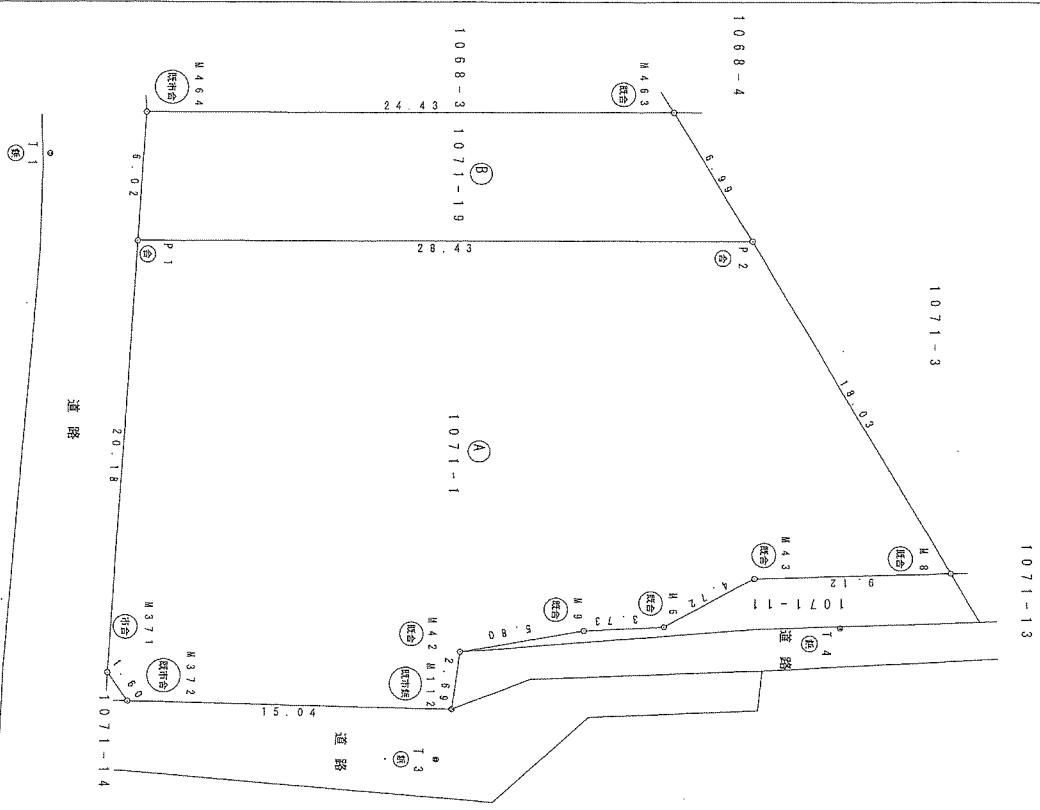 1068-4
1068-3
M464
既市合
24.43
M463
既合
T1
鋲
6.02
B
1071-19
6.99
P1
合
28.43
P2
合
1071-3
道路
20.18
A
1071-1
18.03
M8
既合
1071-13
M43
既合
9.12
4.72
1071-11
M6
既合
3.73
M9
既合
5.80
T4
鋲
道路
M412
既合
2.69
M112
既市鋲
M371
市合
1.60
M372
既市合
15.04
1071-14
道路
T3
鋲